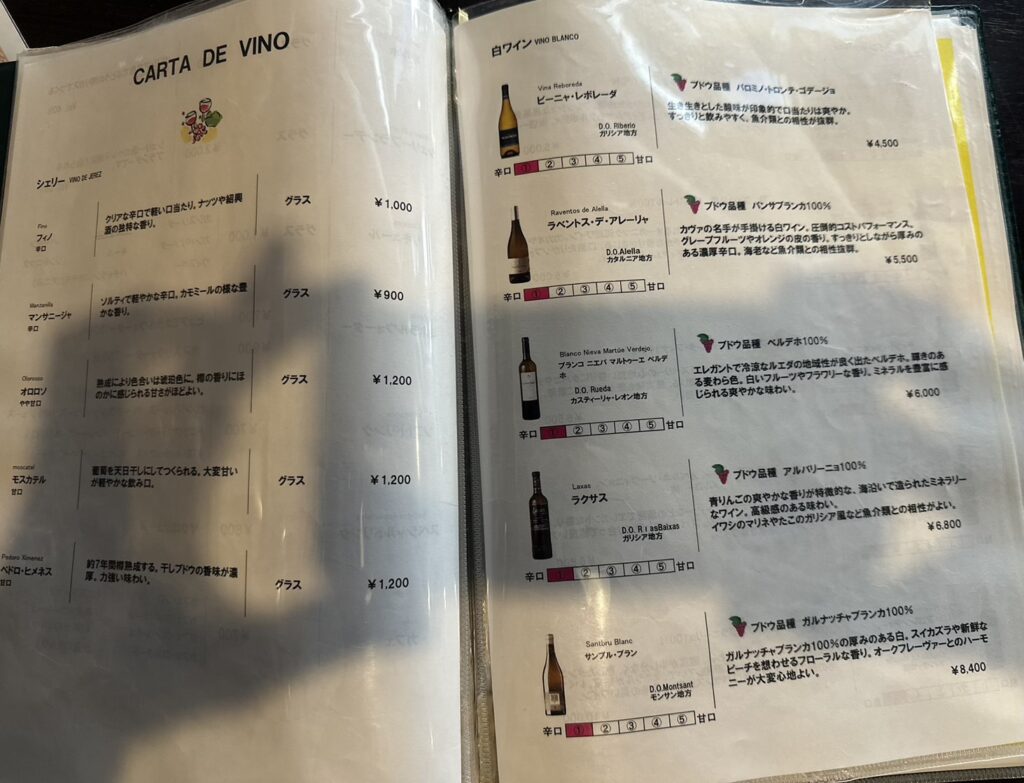 CARTA DE VINO
シェリー VINO DE JEREZ
Fino
フィノ
辛口
クリアな辛口で軽い口当たり。ナッツや紹興
酒の独特な香り。
グラス
¥1,000
Manzanilla
マンサニージャ
辛口
ソルティで軽やかな辛口。カモミールの様な豊
かな香り。
グラス
¥900
Oloroso
オロロソ
やや甘口
熟成により色合いは琥珀色に。樽の香りにほ
のかに感じられる甘さがほどよい。
グラス
¥1,200
moscatel
モスカテル
甘口
葡萄を天日干しにしてつくられる。大変甘い
が軽やかな飲み口。
グラス
¥1,200
Pedoro Ximenez
ペドロ・ヒメネス
甘口
約7年間樽熟成する。干しブドウの香味が濃
厚。力強い味わい。
グラス
¥1,200
白ワイン VINO BLANCO
Vina Reboreda
ビーニャ・レボレーダ
D.O. Riberio
ガリシア地方
辛口 ① ② ③ ④ ⑤ 甘口
ブドウ品種 パロミノ・トロンチ・ゴデージョ
生き生きとした酸味が印象的で口当たりは爽やか。
すっきりと飲みやすく、魚介類との相性が抜群。
¥4,500
Raventos de Alella
ラベントス・デ・アレーリャ
D.O.Alella
カタルニア地方
辛口 ① ② ③ ④ ⑤ 甘口
ブドウ品種 パンサブランカ100%
カヴァの名手が手掛ける白ワイン。圧倒的コストパフォーマンス。
グレープフルーツやオレンジの皮の香り。すっきりとしながら厚みの
ある濃厚辛口。海老など魚介類との相性抜群。
¥5,500
Blanco Nieva Martúe Verdejo.
ブランコ ニエバ マルトゥーエ ベルデ
ホ
D.O. Rueda
カスティーリャ・レオン地方
辛口 ① ② ③ ④ ⑤ 甘口
ブドウ品種 ベルデホ100%
エレガントで冷涼なルエダの地域性が良く出たベルデホ。輝きのあ
る麦わら色。白いフルーツやフラワリーな香り。ミネラルを豊富に感
じられる爽やかな味わい。
¥6,000
Laxas
ラクサス
D.O. RiasBaixas
ガリシア地方
辛口 ① ② ③ ④ ⑤ 甘口
ブドウ品種 アルバリーニョ100%
青りんごの爽やかな香りが特徴的な、海沿いで造られたミネラリー
なワイン。高級感のある味わい。
イワシのマリネやたこのガリシア風など魚介類との相性がよい。
¥6,800
Santbru Blanc
サンブル・ブラン
D.O.Montsant
モンサン地方
辛口 ① ② ③ ④ ⑤ 甘口
ブドウ品種 ガルナッチャブランカ100%
ガルナッチャブランカ100%の厚みのある白。スイカズラや新鮮な
ピーチを想わせるフローラルな香り。オークフレーヴァーとのハーモ
ニーが大変心地よい。
¥8,400